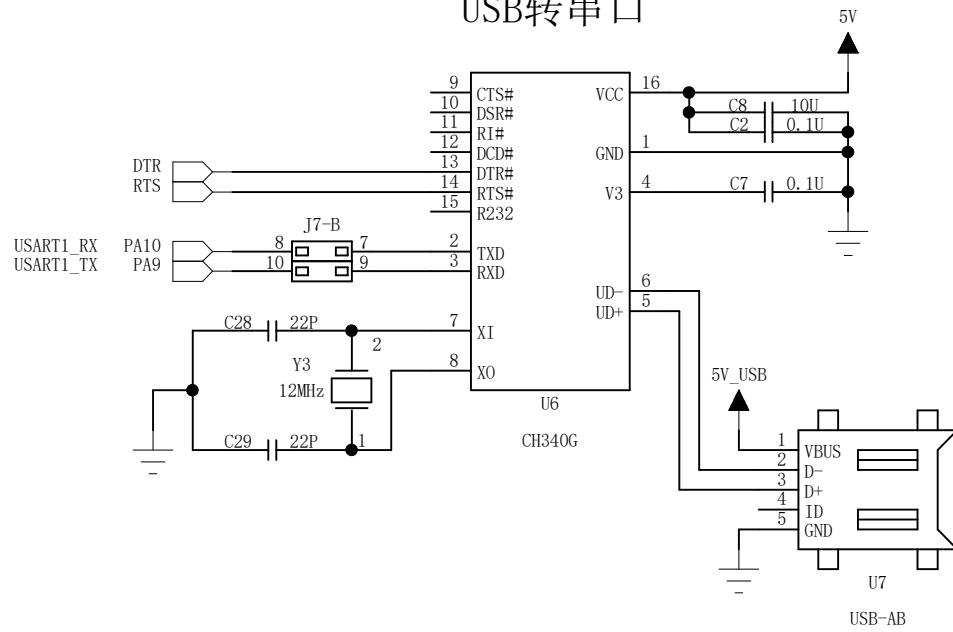 USB转串口
5V
9 CTS# VCC 16
10 DSR# C8 10U
11 RI# C2 0.1U
12 DCD# GND 1
DTR 13 DTR#
RTS 14 RTS# V3 4 C7 0.1U
15 R232
J7-B
USART1_RX PA10 8 7 2 TXD
USART1_TX PA9 10 9 3 RXD
UD- 6
UD+ 5
C28 22P 7 XI
2
Y3
12MHz
8 XO
5V_USB
U6
C29 22P 1 CH340G
1 VBUS
2 D-
3 D+
4 ID
5 GND
U7
USB-AB